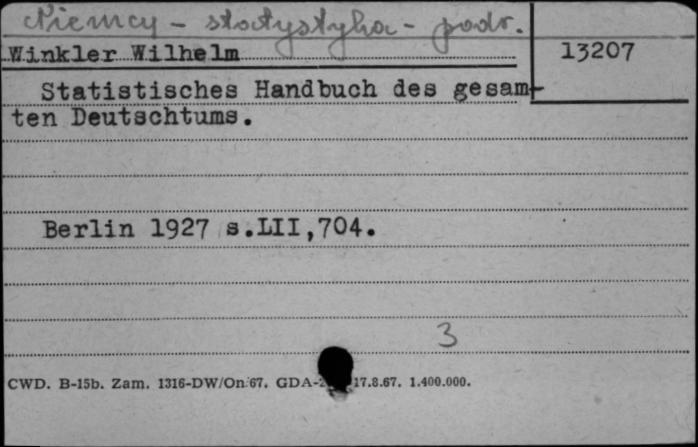 Niemcy - statystyka - podr.
Winkler Wilhelm
13207
Statistisches Handbuch des gesam-
ten Deutschtums.
Berlin 1927 s.LII,704.
3
CWD. B-15b. Zam. 1316-DW/On.67. GDA- 17.8.67. 1.400.000.